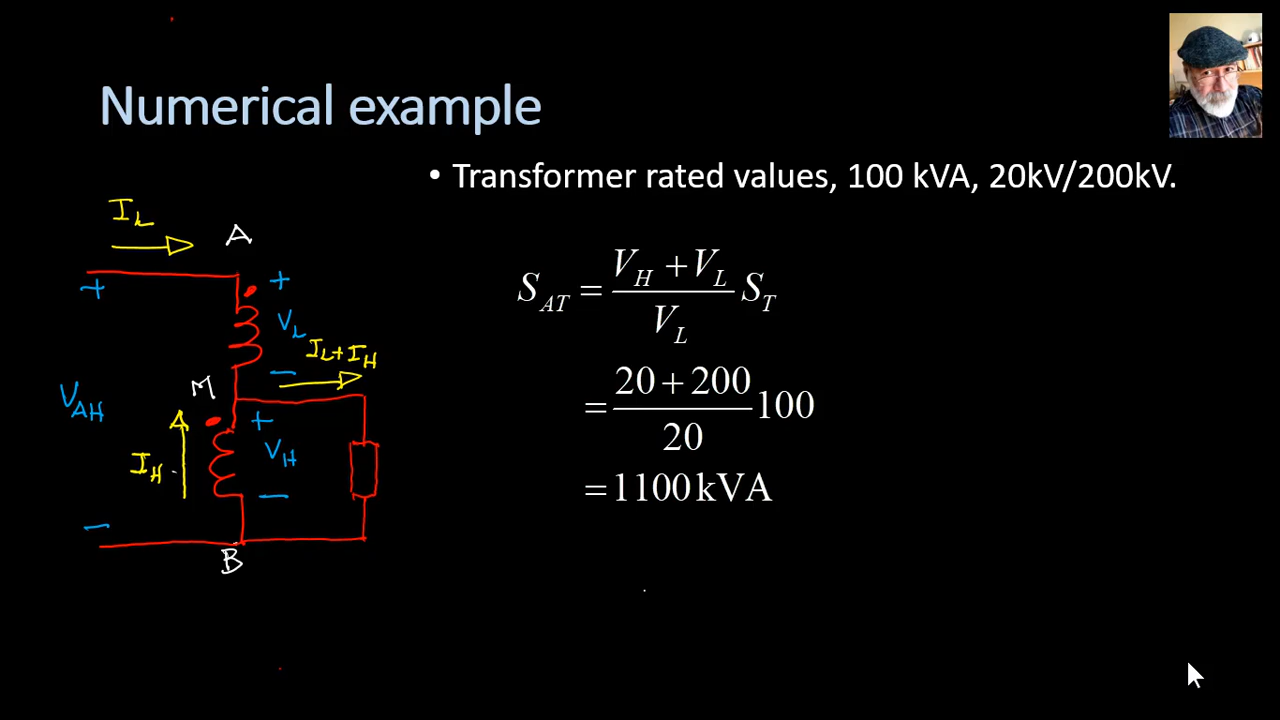 Numerical example
• Transformer rated values, 100 kVA, 20kV/200kV.
I_L
A
+
+
V_L
I_L+I_H
−
M
V_AH
+
I_H
V_H
−
−
B
S_AT = (V_H + V_L) / V_L S_T
= (20 + 200) / 20 100
= 1100 kVA